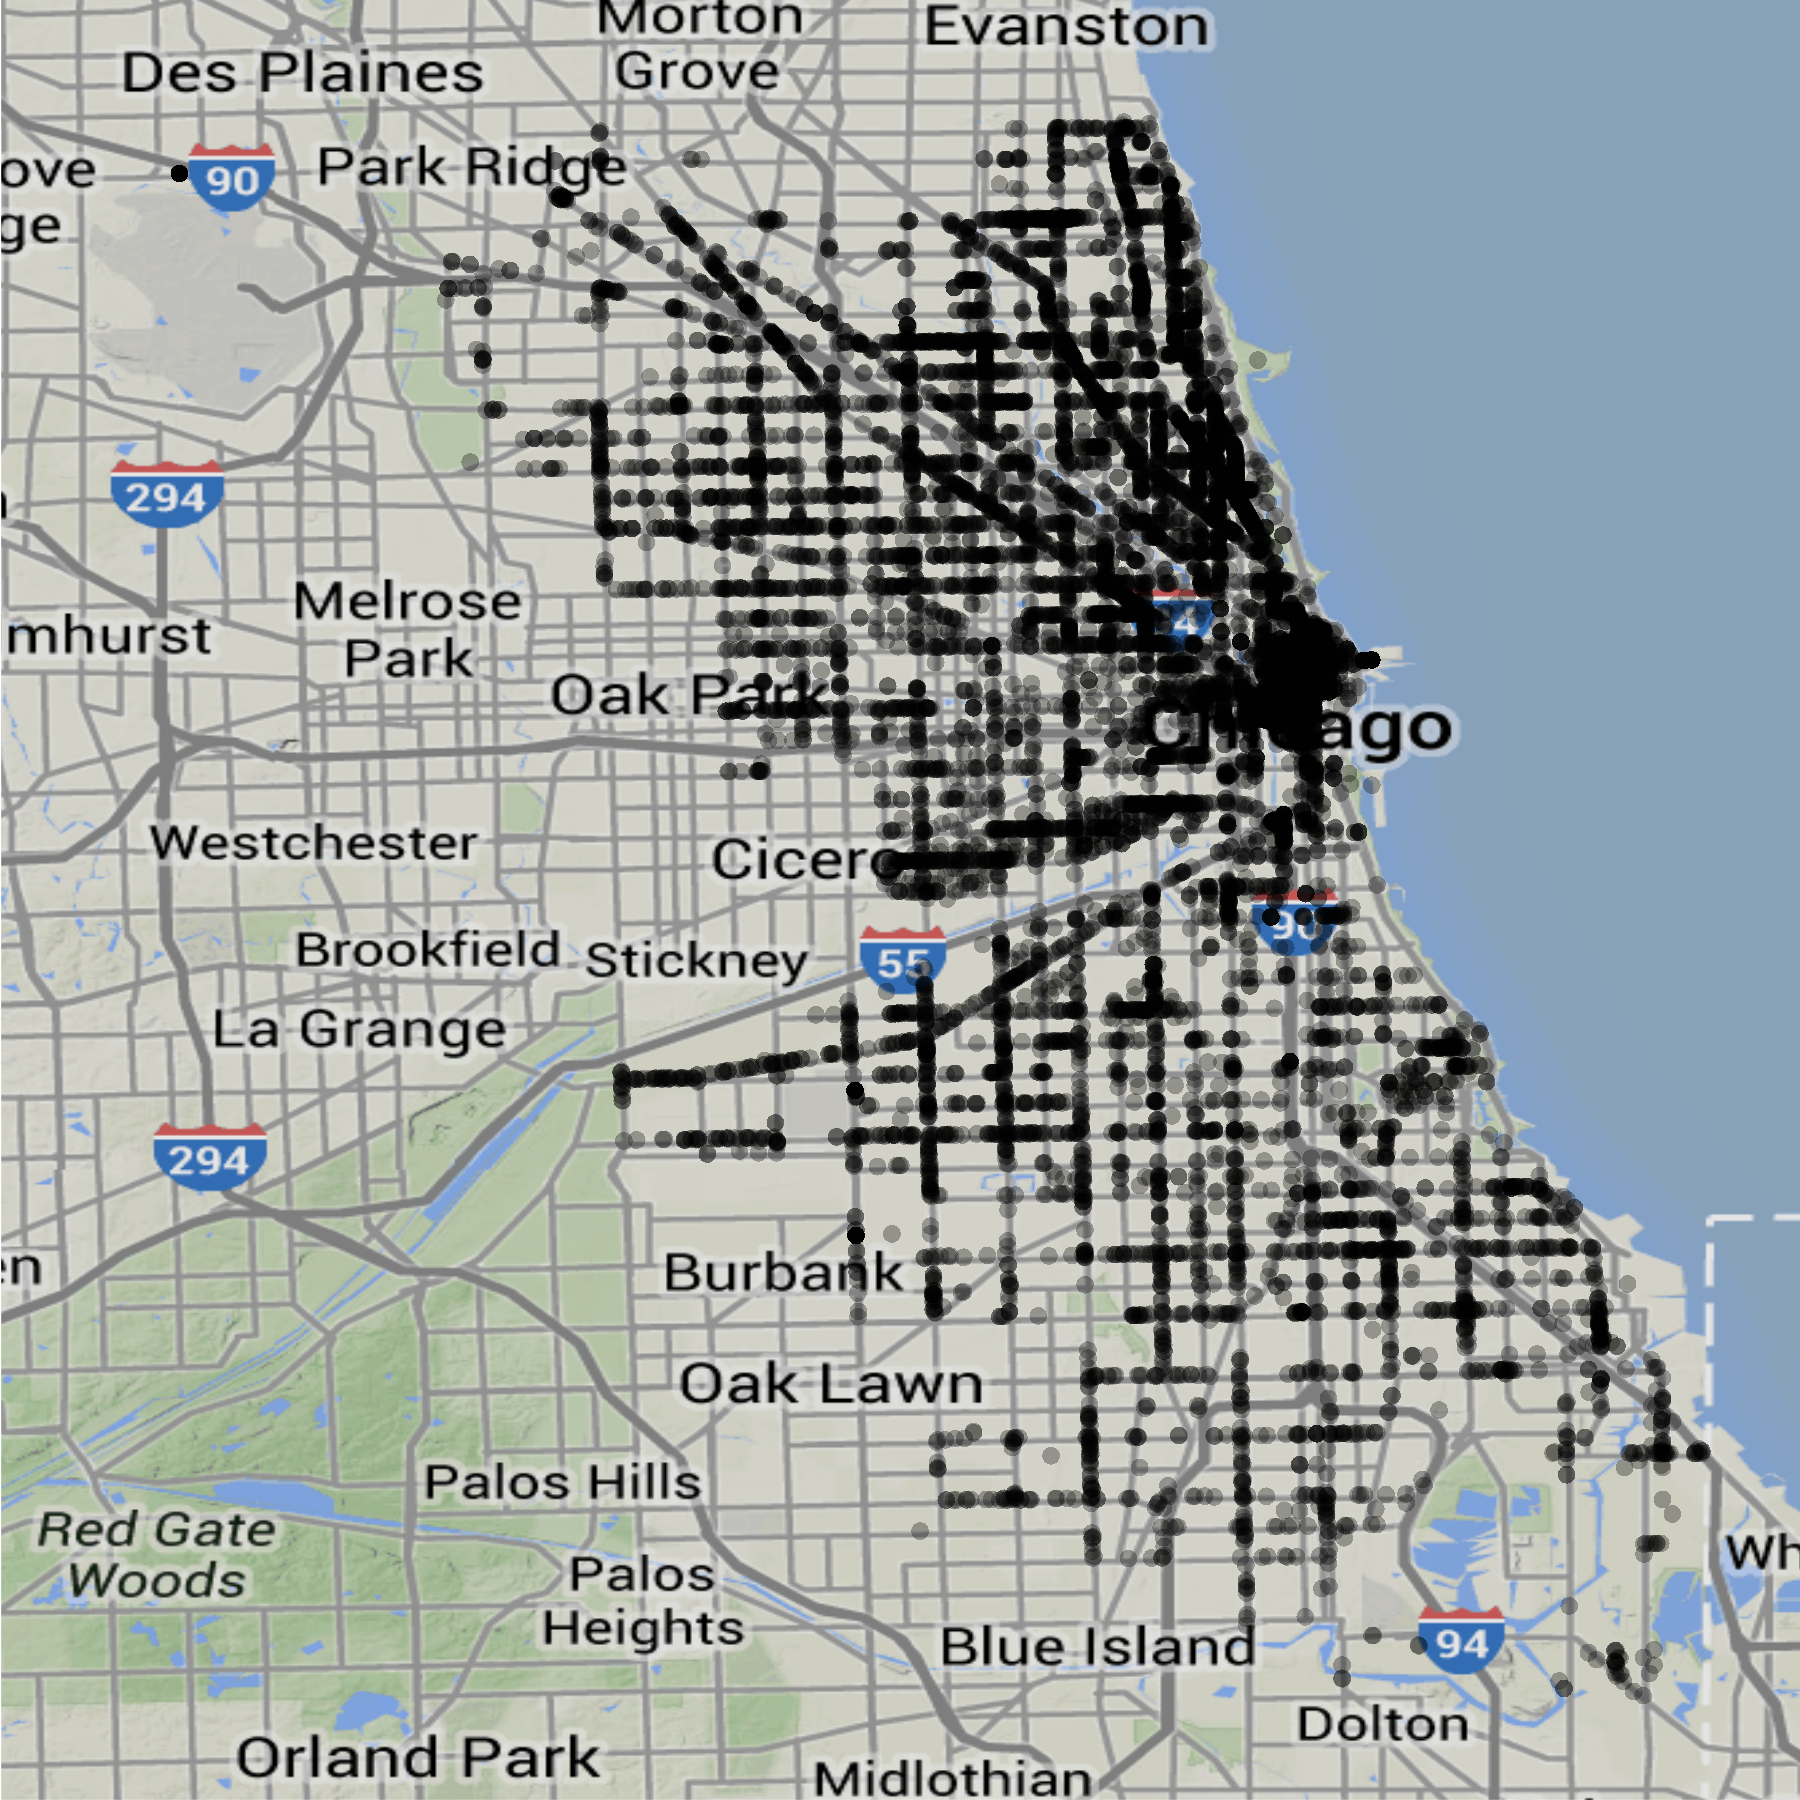 Morton
Grove
Evanston
Des Plaines
ove
ge
90
Park Ridge
294
Melrose
Park
mhurst
4
Oak Park
Chicago
Westchester
Cicero
90
Brookfield
Stickney
55
La Grange
294
en
Burbank
Oak Lawn
Palos Hills
Red Gate
Woods
Palos
Heights
Wh
Blue Island
94
Dolton
Orland Park
Midlothian